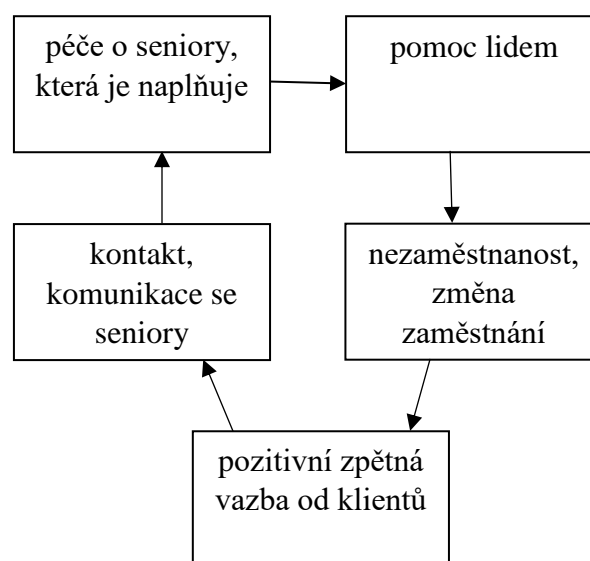 péče o seniory,
která je naplňuje
pomoc lidem
kontakt,
komunikace se
seniory
nezaměstnanost,
změna
zaměstnání
pozitivní zpětná
vazba od klientů